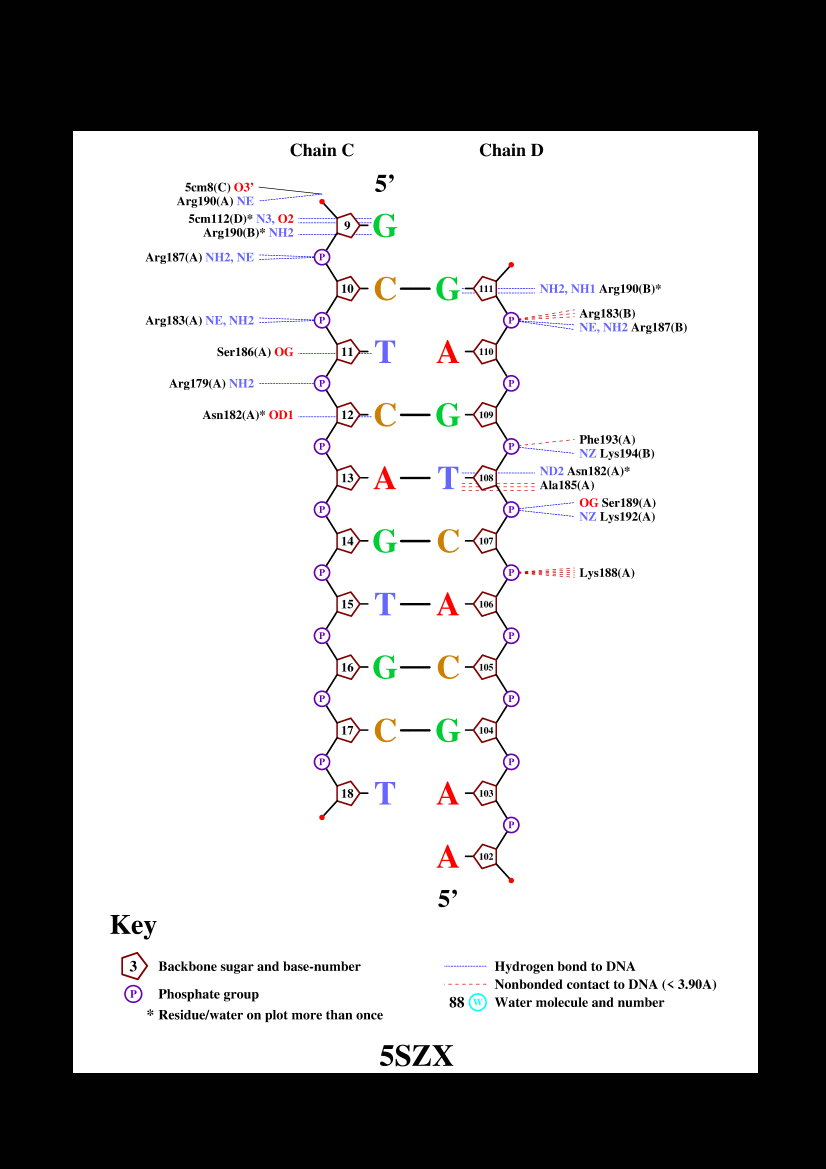 Chain C Chain D
5’
5cm8(C) O3'
Arg190(A) NE
5cm112(D)* N3, O2
9 G
Arg190(B)* NH2
Arg187(A) NH2, NE P
10 C G 111 NH2, NH1 Arg190(B)*
Arg183(B)
Arg183(A) NE, NH2 P P
NE, NH2 Arg187(B)
Ser186(A) OG 11 T A 110
Arg179(A) NH2 P P
Asn182(A)* OD1 12 C G 109
Phe193(A)
P P
NZ Lys194(B)
ND2 Asn182(A)*
13 A T 108
Ala185(A)
OG Ser189(A)
P P
NZ Lys192(A)
14 G C 107
P P Lys188(A)
15 T A 106
P P
16 G C 105
P P
17 C G 104
P P
18 T A 103
P
A 102
5’
Key
3 Backbone sugar and base-number
P Phosphate group
* Residue/water on plot more than once
Hydrogen bond to DNA
Nonbonded contact to DNA (< 3.90A)
88 W Water molecule and number
5SZX